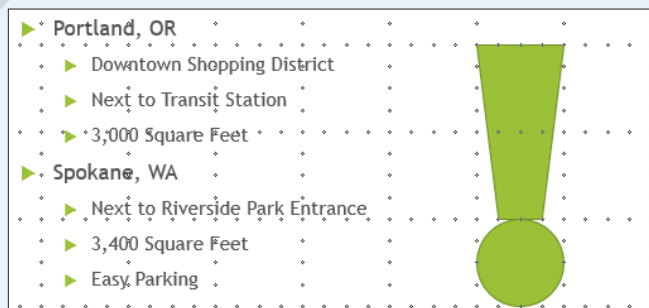 Portland, OR
Downtown Shopping District
Next to Transit Station
3,000 Square Feet
Spokane, WA
Next to Riverside Park Entrance
3,400 Square Feet
Easy Parking